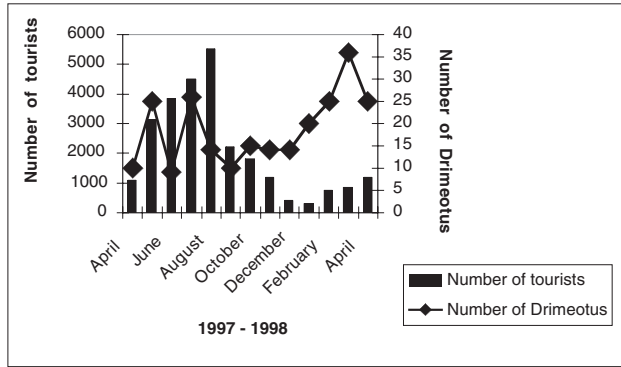 Number of tourists
6000
5000
4000
3000
2000
1000
0
40
35
30
25
20
15
10
5
0
Number of Drimeotus
April
June
August
October
December
February
April
1997 - 1998
Number of tourists
Number of Drimeotus